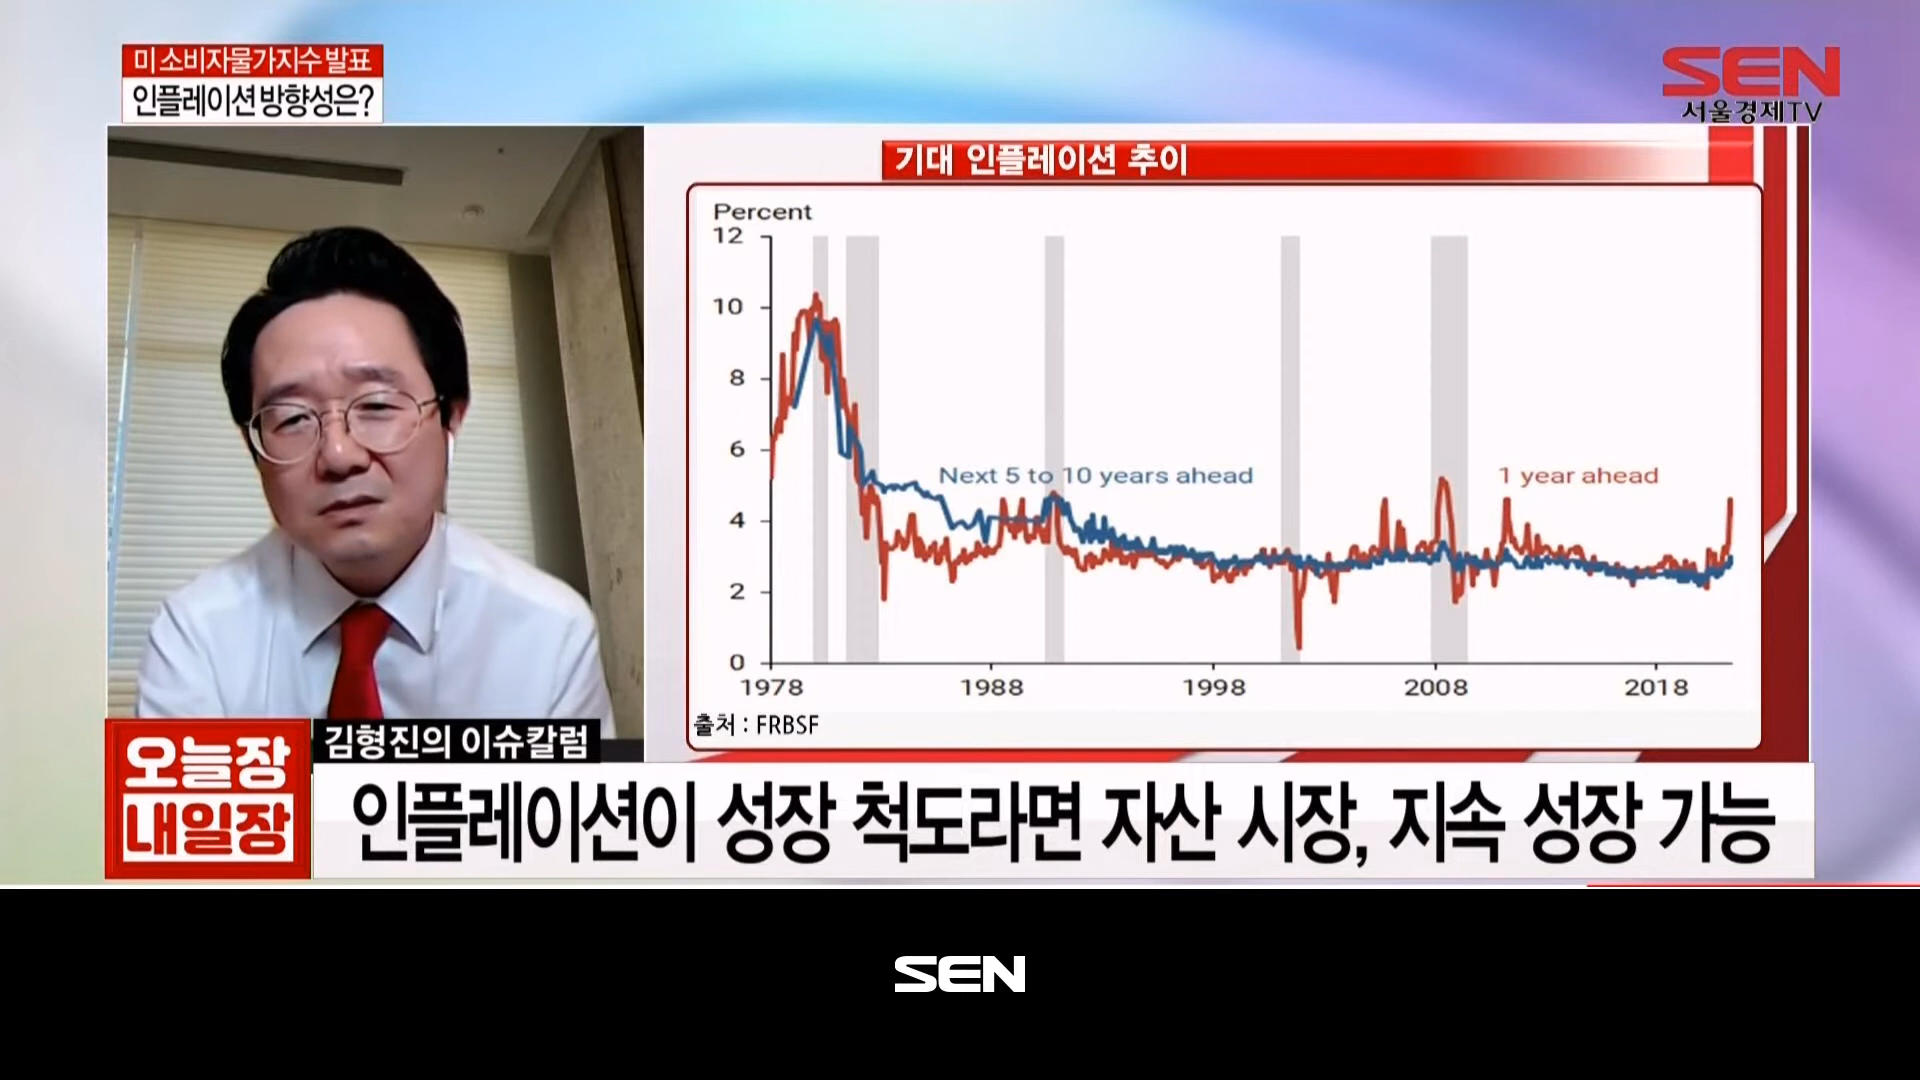 미 소비자물가지수 발표
인플레이션 방향성은?
SEN
서울경제TV
기대 인플레이션 추이
Percent
12
10
8
6
4
2
0
Next 5 to 10 years ahead
1 year ahead
1978 1988 1998 2008 2018
출처 : FRBSF
오늘장
내일장
김형진의 이슈칼럼
인플레이션이 성장 척도라면 자산 시장, 지속 성장 가능
SEN